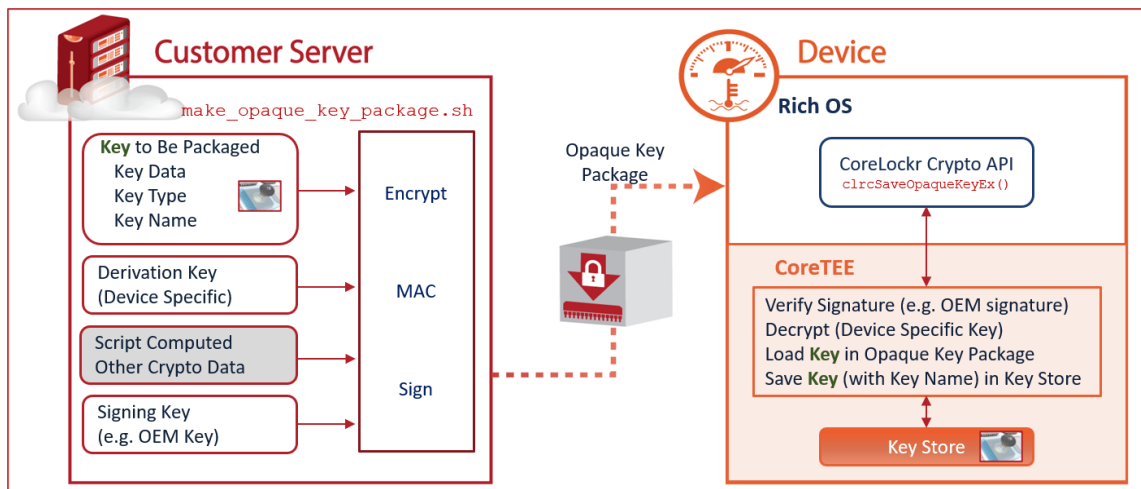 Customer Server
make_opaque_key_package.sh
Key to Be Packaged
Key Data
Key Type
Key Name
Derivation Key
(Device Specific)
Script Computed
Other Crypto Data
Signing Key
(e.g. OEM Key)
Encrypt
MAC
Sign
Opaque Key
Package
Device
Rich OS
CoreLockr Crypto API
clrcSaveOpaqueKeyEx()
CoreTEE
Verify Signature (e.g. OEM signature)
Decrypt (Device Specific Key)
Load Key in Opaque Key Package
Save Key (with Key Name) in Key Store
Key Store